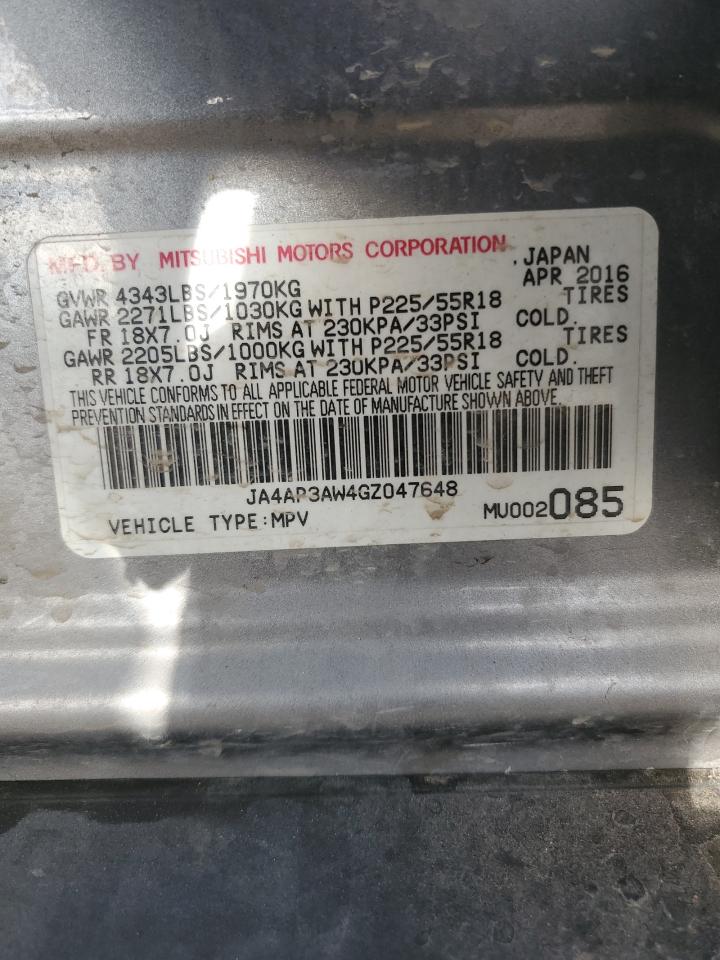 MFD. BY MITSUBISHI MOTORS CORPORATION . JAPAN
GVWR 4343LBS/1970KG APR 2016
GAWR 2271LBS/1030KG WITH P225/55R18 TIRES
FR 18X7.0J RIMS AT 230KPA/33PSI COLD.
GAWR 2205LBS/1000KG WITH P225/55R18 TIRES
RR 18X7.0J RIMS AT 230KPA/33PSI COLD.
THIS VEHICLE CONFORMS TO ALL APPLICABLE FEDERAL MOTOR VEHICLE SAFETY AND THEFT
PREVENTION STANDARDS IN EFFECT ON THE DATE OF MANUFACTURE SHOWN ABOVE.
JA4AP3AW4GZ047648
VEHICLE TYPE:MPV MU002085